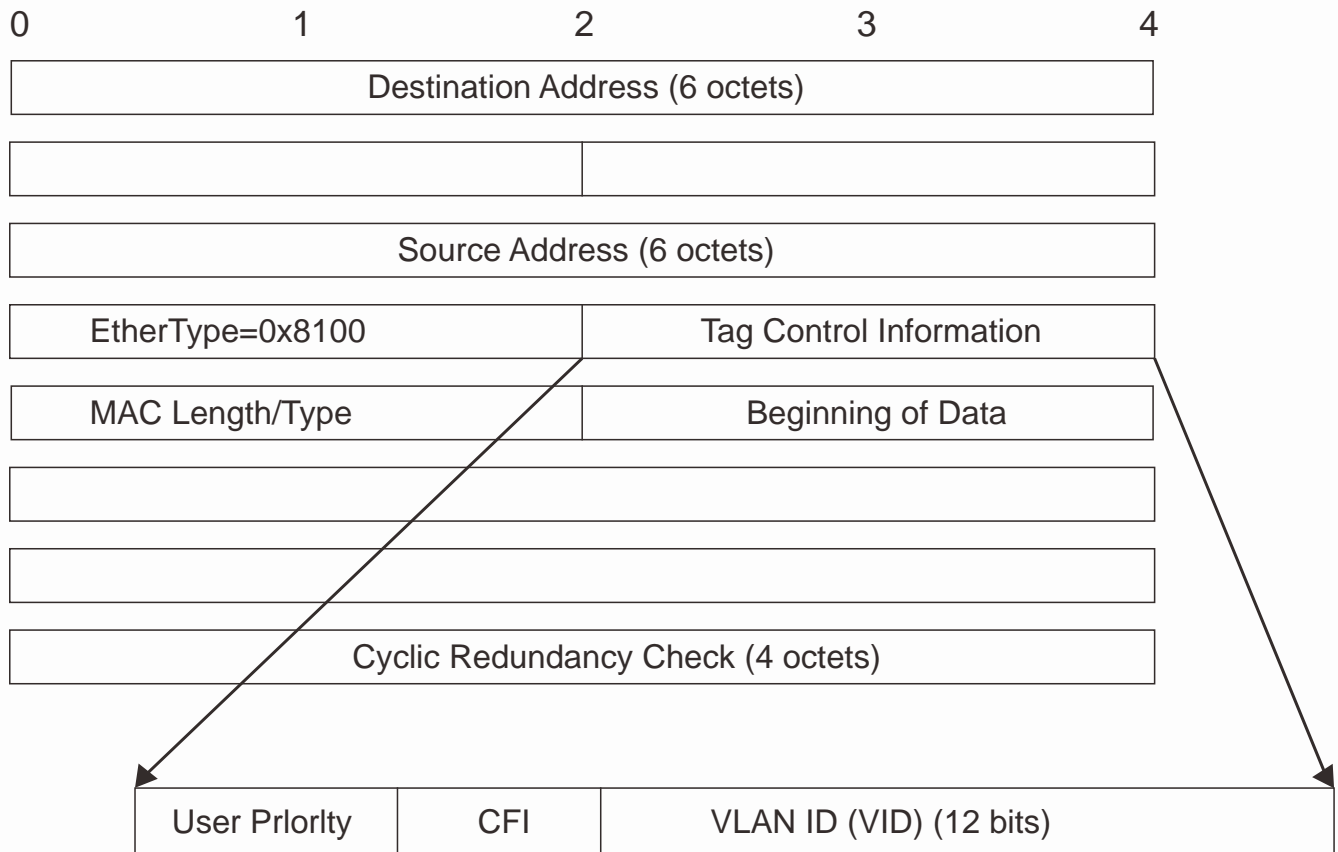 0 1 2 3 4
Destination Address (6 octets)
Source Address (6 octets)
EtherType=0x8100 Tag Control Information
MAC Length/Type Beginning of Data
Cyclic Redundancy Check (4 octets)
User PrIorIty CFI VLAN ID (VID) (12 bits)